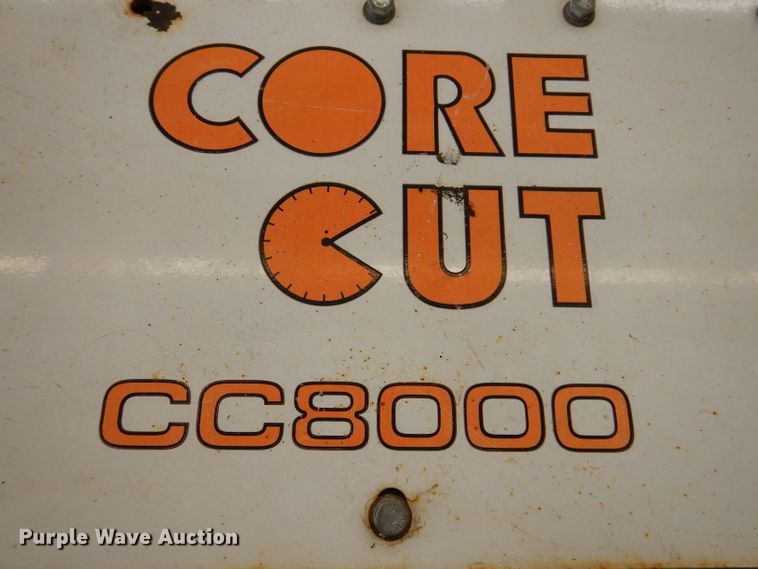 CORE
CUT
CC8000
Purple Wave Auction